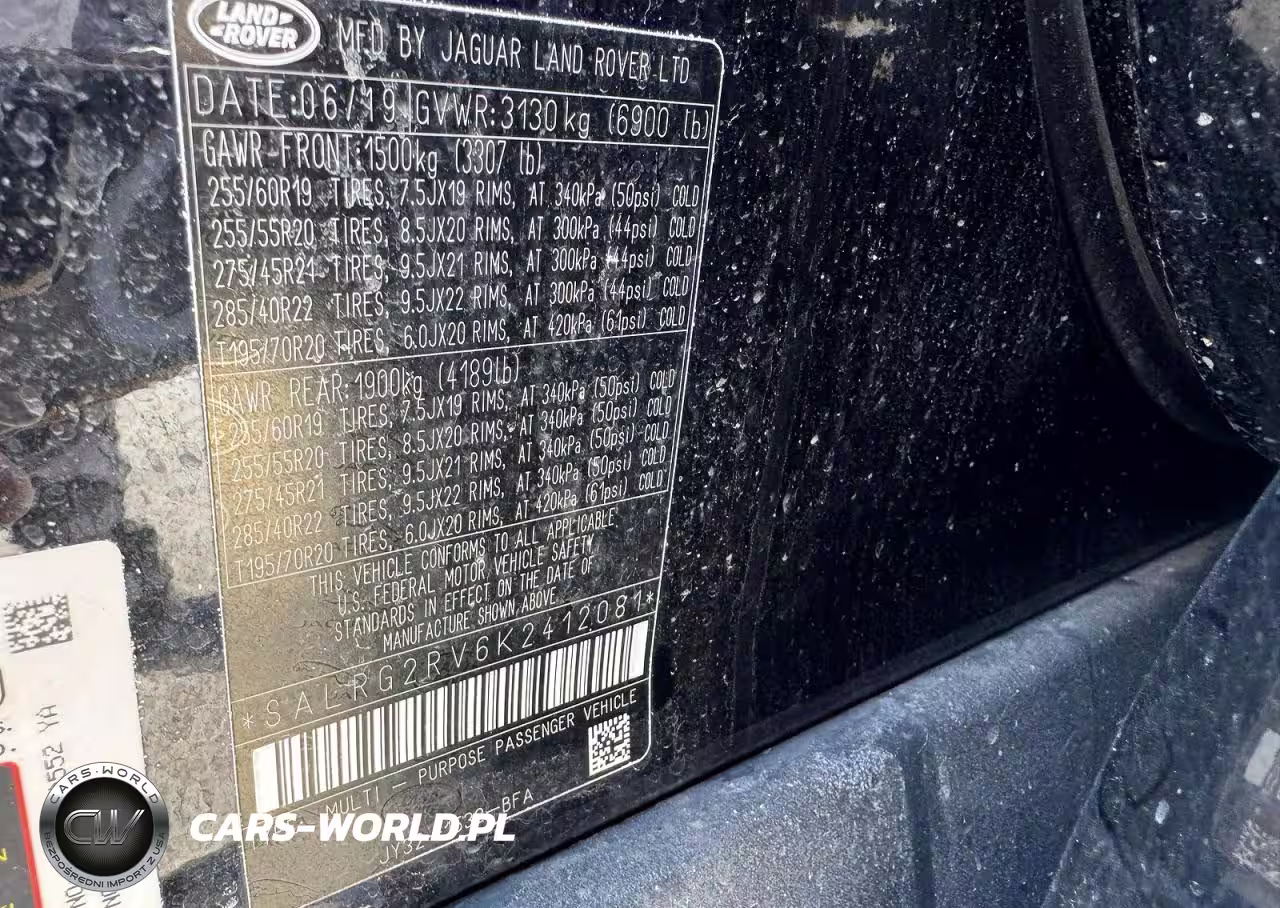 LAND ROVER
MFD BY JAGUAR LAND ROVER LTD
DATE:06/19 GVWR:3130kg (6900 lb)
GAWR-FRONT:1500kg (3307 lb)
255/60R19 TIRES, 7.5JX19 RIMS, AT 340kPa (50psi) COLD
255/55R20 TIRES, 8.5JX20 RIMS, AT 300kPa (44psi) COLD
275/45R21 TIRES, 9.5JX21 RIMS, AT 300kPa (44psi) COLD
285/40R22 TIRES, 9.5JX22 RIMS, AT 300kPa (44psi) COLD
T195/70R20 TIRES, 6.0JX20 RIMS, AT 420kPa (61psi) COLD
GAWR REAR:1900kg (4189lb)
255/60R19 TIRES, 7.5JX19 RIMS, AT 340kPa (50psi) COLD
255/55R20 TIRES, 8.5JX20 RIMS, AT 340kPa (50psi) COLD
275/45R21 TIRES, 9.5JX21 RIMS, AT 340kPa (50psi) COLD
285/40R22 TIRES, 9.5JX22 RIMS, AT 340kPa (50psi) COLD
T195/70R20 TIRES, 6.0JX20 RIMS, AT 420kPa (61psi) COLD
THIS VEHICLE CONFORMS TO ALL APPLICABLE
U.S. FEDERAL MOTOR VEHICLE SAFETY
STANDARDS IN EFFECT ON THE DATE OF
MANUFACTURE SHOWN ABOVE
*SALRG2RV6K2412081*
MULTI - PURPOSE PASSENGER VEHICLE
-BFA
552 YA
CARS-WORLD
CW
BEZPOŚREDNI IMPORT Z USA
CARS-WORLD.PL